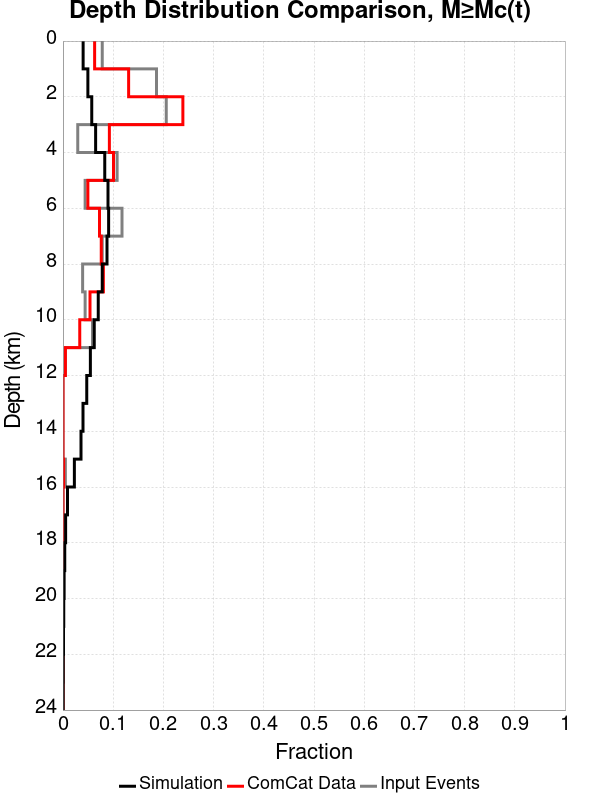 Depth Distribution Comparison, M≥Mc(t)
0
2
4
6
8
10
12
14
16
18
20
22
24
Depth (km)
0 0.1 0.2 0.3 0.4 0.5 0.6 0.7 0.8 0.9 1
Fraction
Simulation ComCat Data Input Events